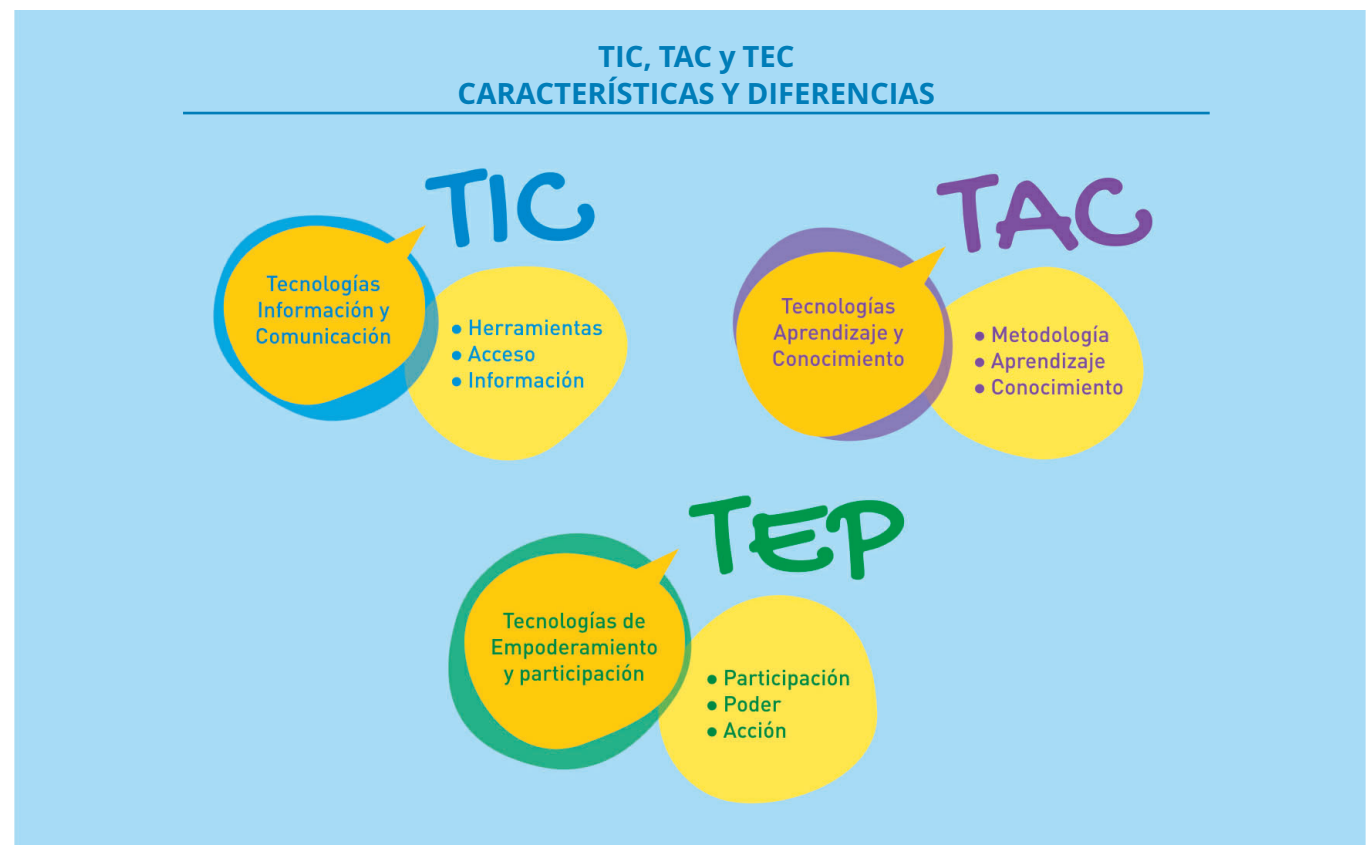 TIC, TAC y TEC
CARACTERÍSTICAS Y DIFERENCIAS
TIC
Tecnologías
Información y
Comunicación
● Herramientas
● Acceso
● Información
TAC
Tecnologías
Aprendizaje y
Conocimiento
● Metodología
● Aprendizaje
● Conocimiento
TEP
Tecnologías de
Empoderamiento
y participación
● Participación
● Poder
● Acción